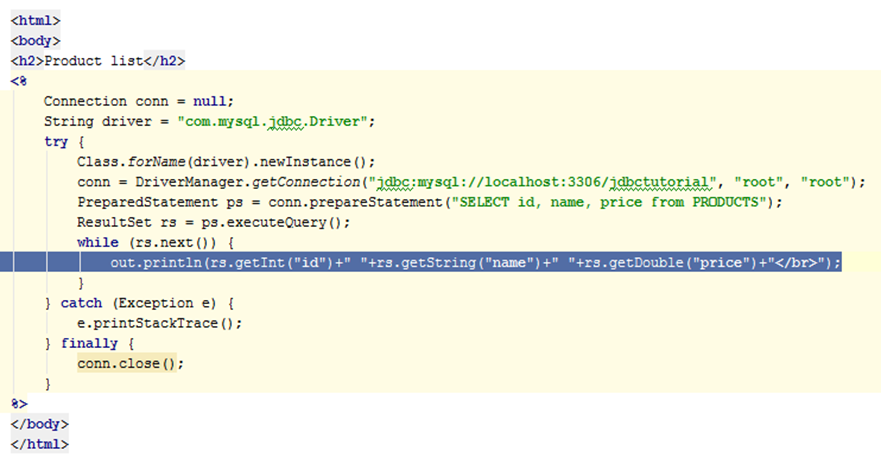 <html>
<body>
<h2>Product list</h2>
<%
    Connection conn = null;
    String driver = "com.mysql.jdbc.Driver";
    try {
        Class.forName(driver).newInstance();
        conn = DriverManager.getConnection("jdbc:mysql://localhost:3306/jdbctutorial", "root", "root");
        PreparedStatement ps = conn.prepareStatement("SELECT id, name, price from PRODUCTS");
        ResultSet rs = ps.executeQuery();
        while (rs.next()) {
            out.println(rs.getInt("id")+" "+rs.getString("name")+" "+rs.getDouble("price")+"</br>");
        }
    } catch (Exception e) {
        e.printStackTrace();
    } finally {
        conn.close();
    }
%>
</body>
</html>